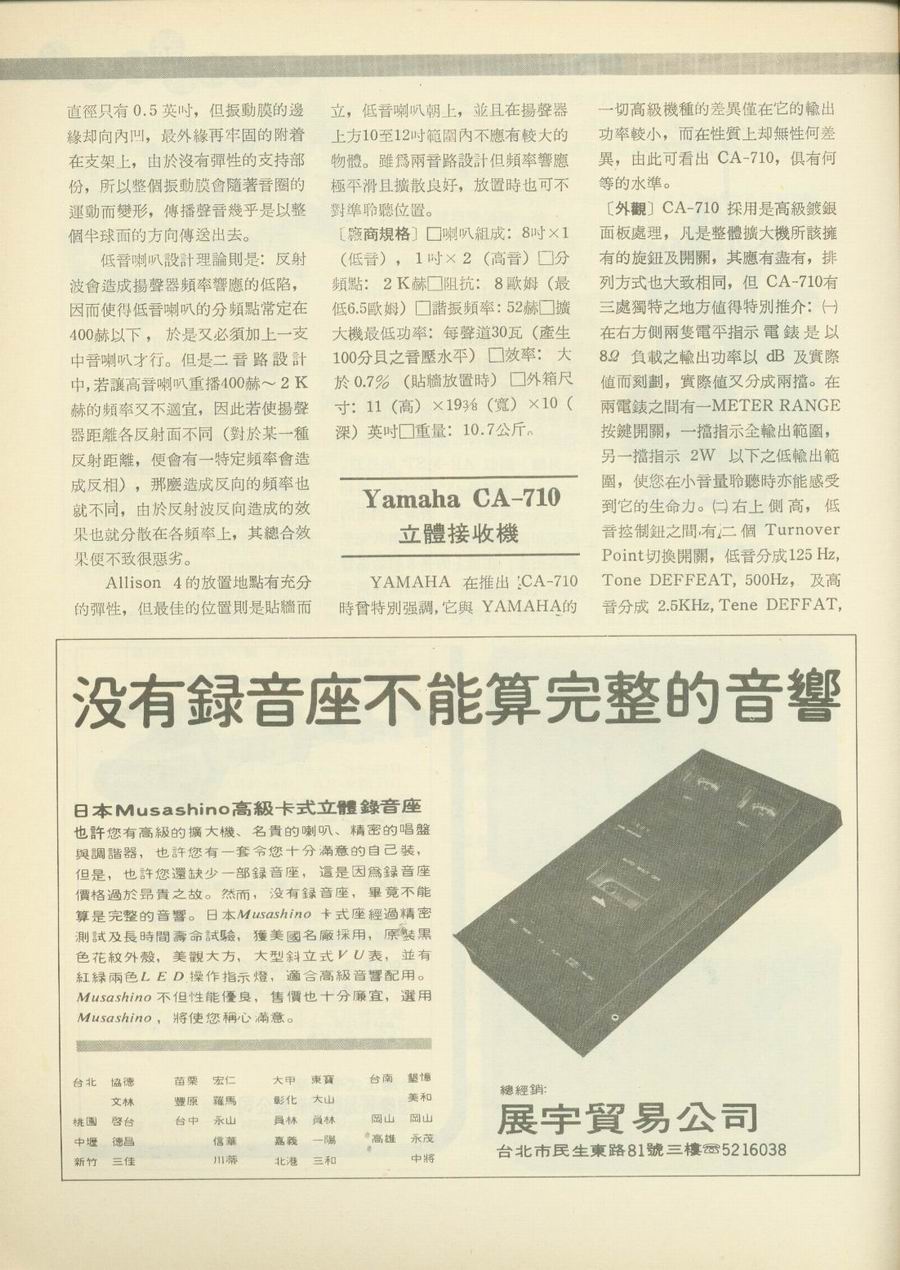 直徑只有 0.5 英吋，但振動膜的邊
緣却向內凹，最外緣再牢固的附着
在支架上，由於沒有彈性的支持部
份，所以整個振動膜會隨著音圈的
運動而變形，傳播聲音幾乎是以整
個半球面的方向傳送出去。
低音喇叭設計理論則是：反射
波會造成揚聲器頻率響應的低陷，
因而使得低音喇叭的分頻點常定在
400赫以下，於是又必須加上一支
中音喇叭才行。但是二音路設計
中，若讓高音喇叭重播400赫～2 K
赫的頻率又不適宜，因此若使揚聲
器距離各反射面不同（對於某一種
反射距離，便會有一特定頻率會造
成反相），那麼造成反向的頻率也
就不同，由於反射波反向造成的效
果也就分散在各頻率上，其總合效
果便不致很惡劣。
Allison 4的放置地點有充分
的彈性，但最佳的位置則是貼牆而
立，低音喇叭朝上，並且在揚聲器
上方10至12吋範圍內不應有較大的
物體。雖爲兩音路設計但頻率響應
極平滑且擴散良好，放置時也可不
對準聆聽位置。
〔廠商規格〕□喇叭組成：8吋×1
（低音），1吋×2（高音）□分
頻點：2 K赫□阻抗：8歐姆（最
低6.5歐姆）□諧振頻率：52赫□擴
大機最低功率：每聲道30瓦（產生
100分貝之音壓水平）□效率：大
於0.7%（貼牆放置時）□外箱尺
寸：11（高）×19⅜（寬）×10（
深）英吋□重量：10.7公斤。
Yamaha CA-710
立體接收機
YAMAHA 在推出 CA-710
時曾特別强調，它與 YAMAHA的
一切高級機種的差異僅在它的輸出
功率較小，而在性質上却無性何差
異，由此可看出 CA-710，俱有何
等的水準。
〔外觀〕CA-710 採用是高級鍍銀
面板處理，凡是整體擴大機所該擁
有的旋鈕及開關，其應有盡有，排
列方式也大致相同，但 CA-710有
三處獨特之地方值得特別推介：㈠
在右方側兩隻電平指示電錶是以
8Ω 負載之輸出功率以 dB 及實際
值而刻劃，實際值又分成兩擋。在
兩電錶之間有一METER RANGE
按鍵開關，一擋指示全輸出範圍，
另一擋指示 2W 以下之低輸出範
圍，使您在小音量聆聽時亦能感受
到它的生命力。㈡右上側高，低
音控制鈕之間有二個 Turnover
Point切換開關，低音分成125 Hz,
Tone DEFFEAT, 500Hz, 及高
音分成 2.5KHz, Tene DEFFAT,
没有録音座不能算完整的音響
日本Musashino高級卡式立體錄音座
也許您有高級的擴大機、名貴的喇叭、精密的唱盤
與調諧器，也許您有一套令您十分滿意的自己裝，
但是，也許您還缺少一部録音座，這是因爲録音座
價格過於昂貴之故。然而，没有録音座，畢竟不能
算是完整的音響。日本Musashino 卡式座經過精密
測試及長時間壽命試驗，獲美國名廠採用，原裝黑
色花紋外殼，美觀大方，大型斜立式VU表，並有
紅緑兩色LED操作指示燈，適合高級音響配用。
Musashino 不但性能優良，售價也十分廉宜，選用
Musashino，將使您稱心滿意。
台北 協德 苗栗 宏仁 大甲 東寶 台南 墾憶
文林 豐原 羅馬 彰化 大山 美和
桃園 啓台 台中 永山 員林 員林 岡山 岡山
中壢 德昌 信華 嘉義 一陽 高雄 永茂
新竹 三佳 川蒂 北港 三和 中將
總經銷:
展宇貿易公司
台北市民生東路81號三樓☎5216038